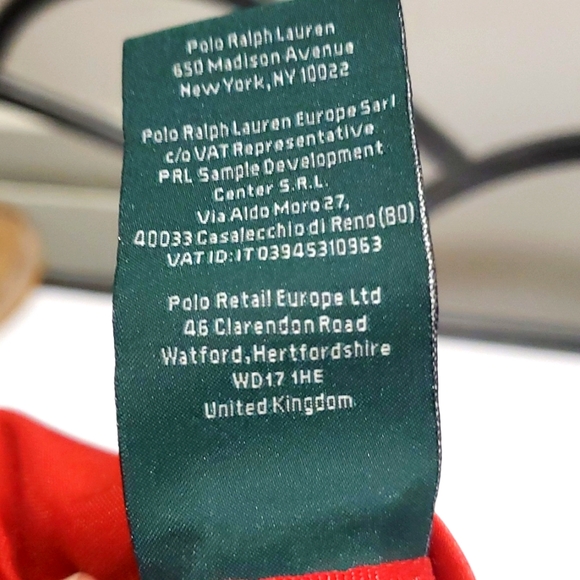 Polo Ralph Lauren
650 Madison Avenue
New York, NY 10022
Polo Ralph Lauren Europe Sarl
c/o VAT Representative
PRL Sample Development
Center S.R.L.
Via Aldo Moro 27,
40033 Casalecchio di Reno (BO)
VAT ID: IT 03945310963
Polo Retail Europe Ltd
46 Clarendon Road
Watford, Hertfordshire
WD17 1HE
United Kingdom